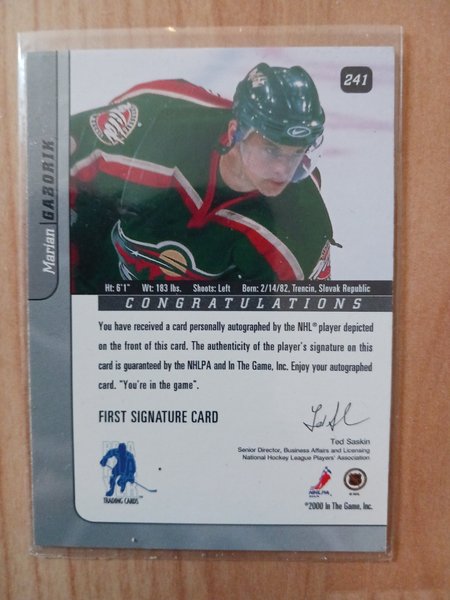 241
Marian GABORIK
Ht: 6'1" Wt: 183 lbs. Shoots: Left Born: 2/14/82, Trencin, Slovak Republic
CONGRATULATIONS
You have received a card personally autographed by the NHL® player depicted
on the front of this card. The authenticity of the player's signature on this
card is guaranteed by the NHLPA and In The Game, Inc. Enjoy your autographed
card. "You're in the game".
FIRST SIGNATURE CARD
Ted Saskin
Senior Director, Business Affairs and Licensing
National Hockey League Players' Association
TRADING CARDS
NHLPA
©2000 In The Game, Inc.